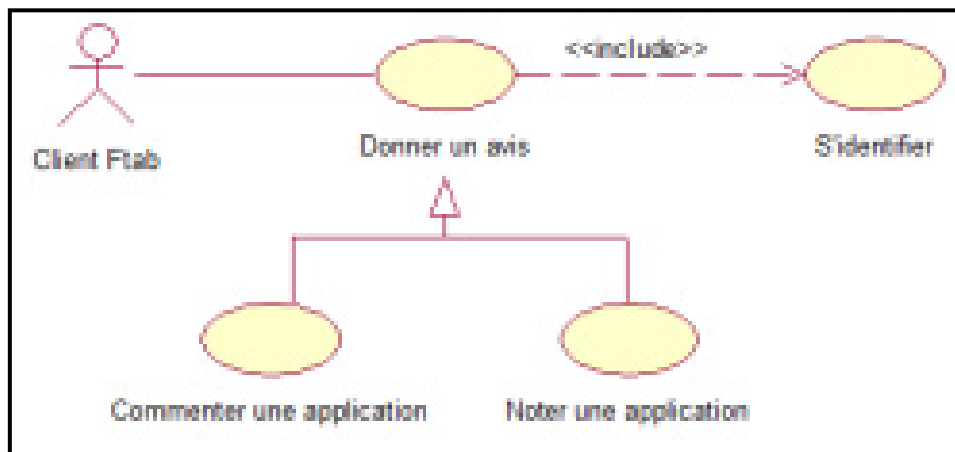 <<include>>
Client Ftab
Donner un avis
S'identifier
Commenter une application
Noter une application